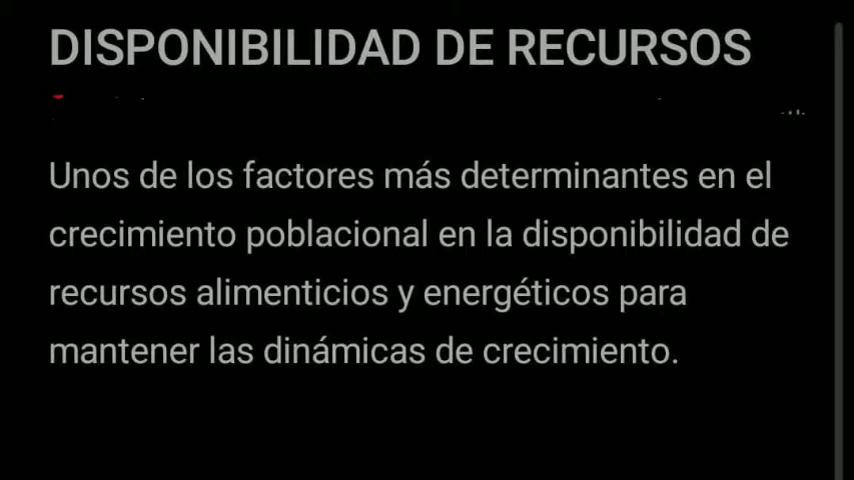 DISPONIBILIDAD DE RECURSOS
Unos de los factores más determinantes en el
crecimiento poblacional en la disponibilidad de
recursos alimenticios y energéticos para
mantener las dinámicas de crecimiento.